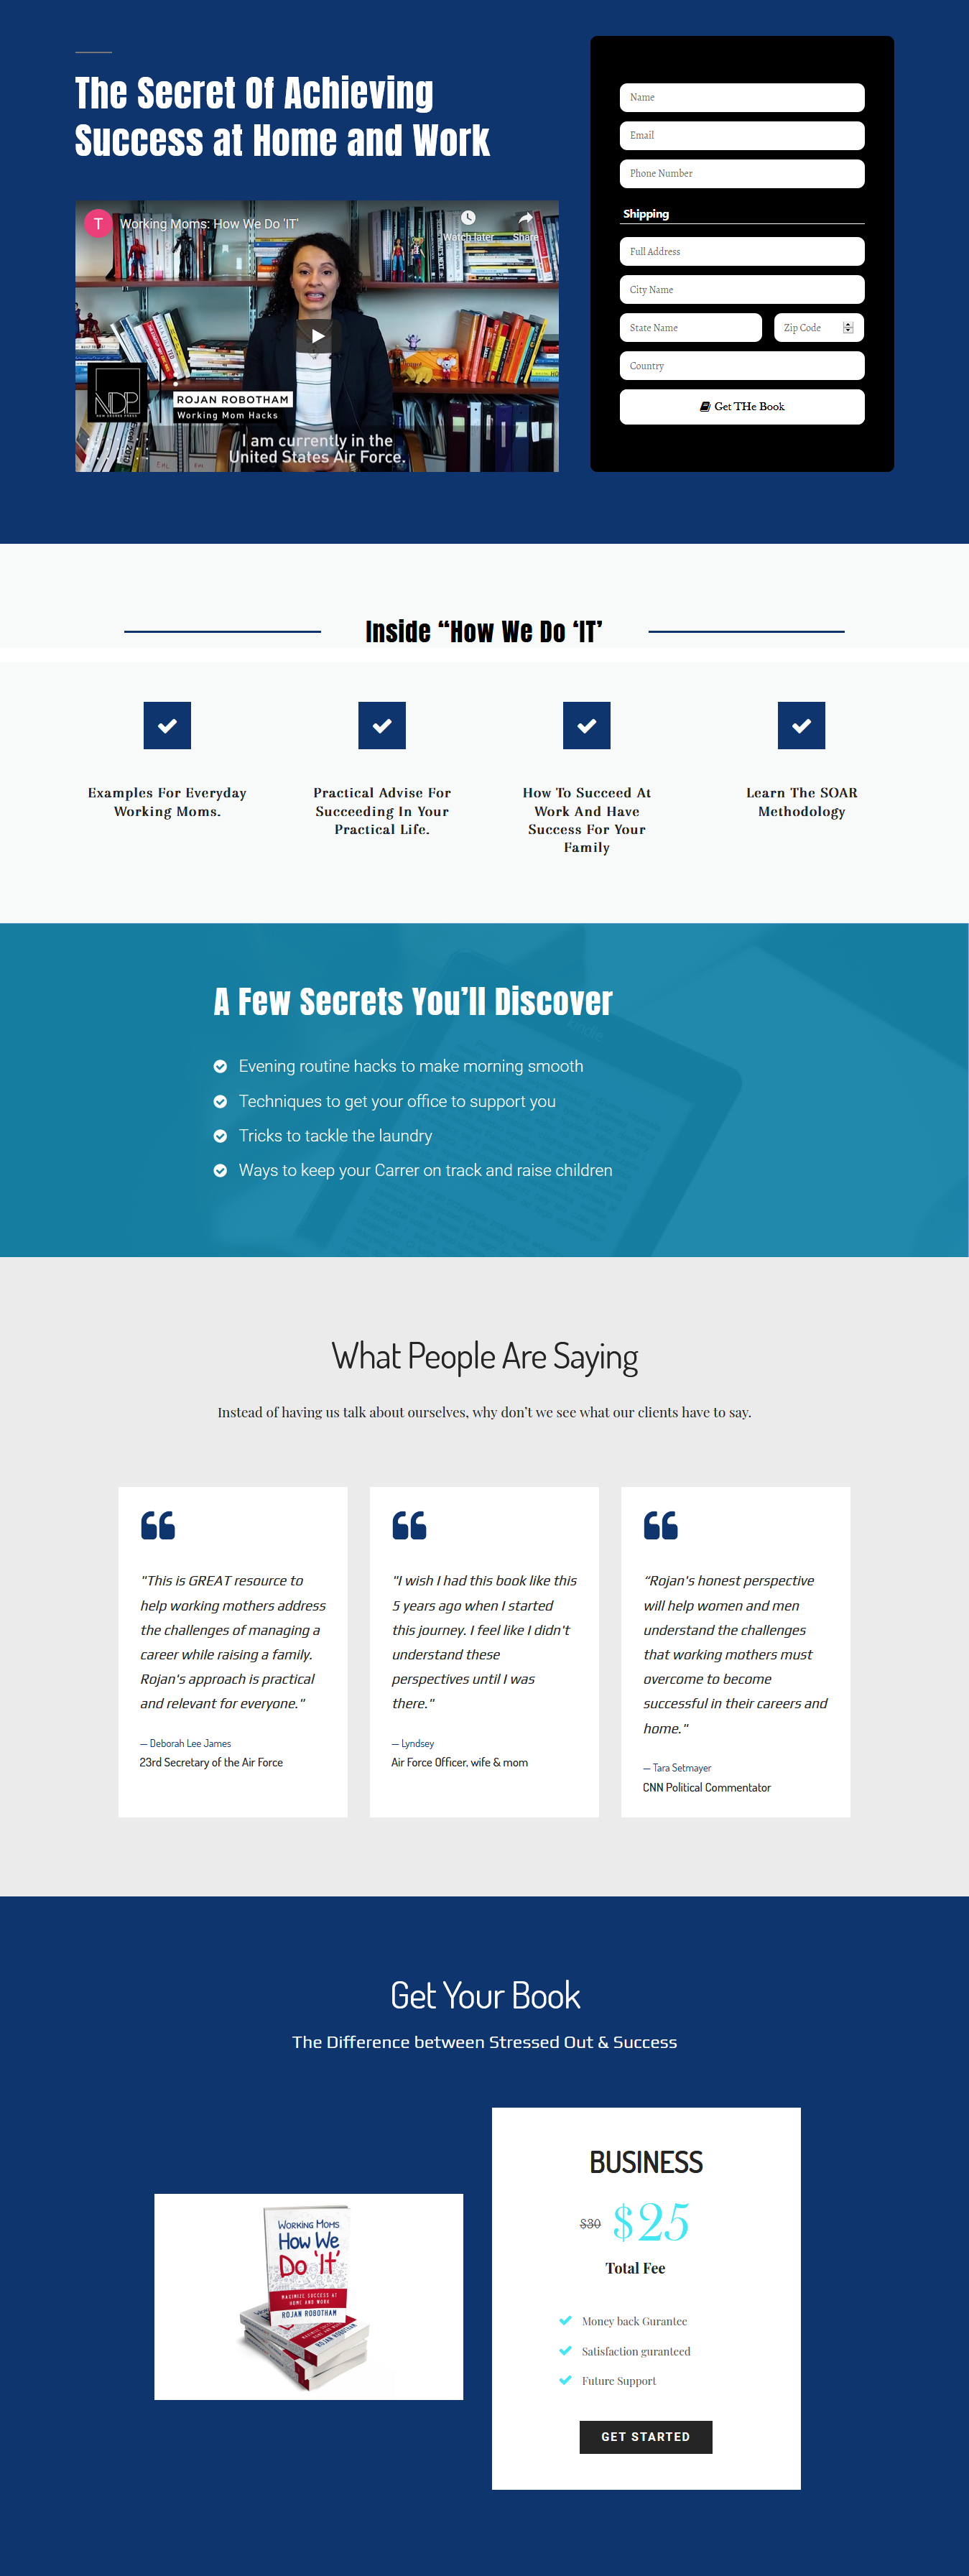 The Secret Of Achieving
Success at Home and Work
T
Working Moms: How We Do 'IT'
Watch later
Share
NDP
NEW DEGREE PRESS
ROJAN ROBOTHAM
Working Mom Hacks
I am currently in the
United States Air Force.
Name
Email
Phone Number
Shipping
Full Address
City Name
State Name
Zip Code
Country
Get THe Book
Inside “How We Do ‘IT’
Examples For Everyday
Working Moms.
Practical Advise For
Succeeding In Your
Practical Life.
How To Succeed At
Work And Have
Success For Your
Family
Learn The SOAR
Methodology
A Few Secrets You’ll Discover
Evening routine hacks to make morning smooth
Techniques to get your office to support you
Tricks to tackle the laundry
Ways to keep your Carrer on track and raise children
kindle
What People Are Saying
Instead of having us talk about ourselves, why don’t we see what our clients have to say.
"This is GREAT resource to
help working mothers address
the challenges of managing a
career while raising a family.
Rojan's approach is practical
and relevant for everyone."
— Deborah Lee James
23rd Secretary of the Air Force
"I wish I had this book like this
5 years ago when I started
this journey. I feel like I didn't
understand these
perspectives until I was
there."
— Lyndsey
Air Force Officer, wife & mom
“Rojan's honest perspective
will help women and men
understand the challenges
that working mothers must
overcome to become
successful in their careers and
home."
— Tara Setmayer
CNN Political Commentator
Get Your Book
The Difference between Stressed Out & Success
WORKING MOMS
HOW WE
DO 'IT'
MAXIMIZE SUCCESS AT
HOME AND WORK
ROJAN ROBOTHAM
BUSINESS
$30 $25
Total Fee
Money back Gurantee
Satisfaction guranteed
Future Support
GET STARTED